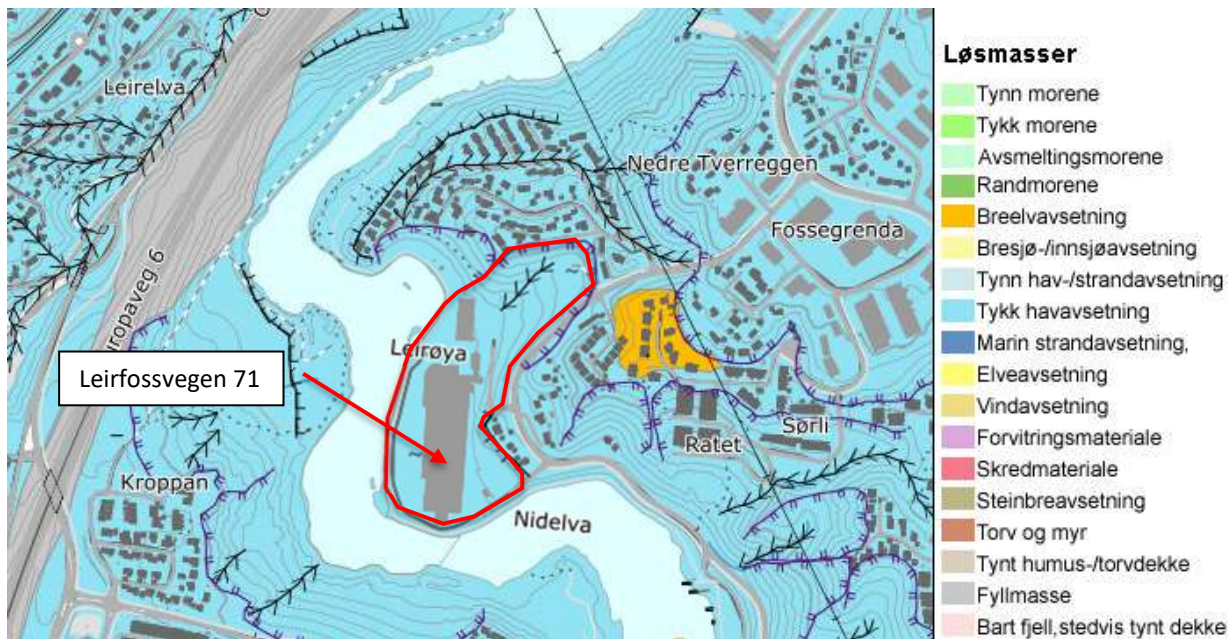 Leirelva
Europaveg 6
Nedre Tverreggen
Fossegrenda
Leirøya
Leirfossvegen 71
Sørli
Ratet
Kroppan
Nidelva
Løsmasser
Tynn morene
Tykk morene
Avsmeltingsmorene
Randmorene
Breelvavsetning
Bresjø-/innsjøavsetning
Tynn hav-/strandavsetning
Tykk havavsetning
Marin strandavsetning,
Elveavsetning
Vindavsetning
Forvitringsmateriale
Skredmateriale
Steinbreavsetning
Torv og myr
Tynt humus-/torvdekke
Fyllmasse
Bart fjell,stedvis tynt dekke